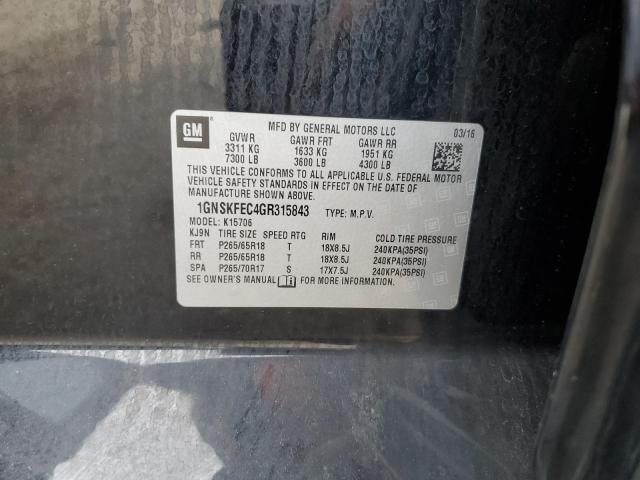 GM
MFD BY GENERAL MOTORS LLC 03/16
GVWR GAWR FRT GAWR RR
3311 KG 1633 KG 1951 KG
7300 LB 3600 LB 4300 LB
THIS VEHICLE CONFORMS TO ALL APPLICABLE U.S. FEDERAL MOTOR
VEHICLE SAFETY STANDARDS IN EFFECT ON THE DATE OF
MANUFACTURE SHOWN ABOVE.
1GNSKFEC4GR315843 TYPE: M.P.V.
MODEL: K15706
KJ9N TIRE SIZE SPEED RTG RIM COLD TIRE PRESSURE
FRT P265/65R18 T 18X8.5J 240KPA(35PSI)
RR P265/65R18 T 18X8.5J 240KPA(35PSI)
SPA P265/70R17 S 17X7.5J 240KPA(35PSI)
SEE OWNER'S MANUAL FOR MORE INFORMATION.